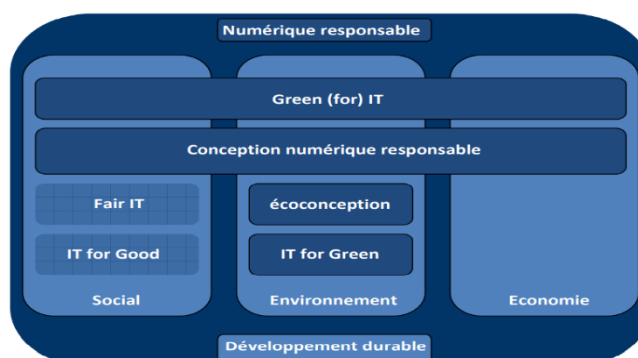 Numérique responsable
Green (for) IT
Conception numérique responsable
Fair IT
écoconception
IT for Good
IT for Green
Social
Environnement
Economie
Développement durable